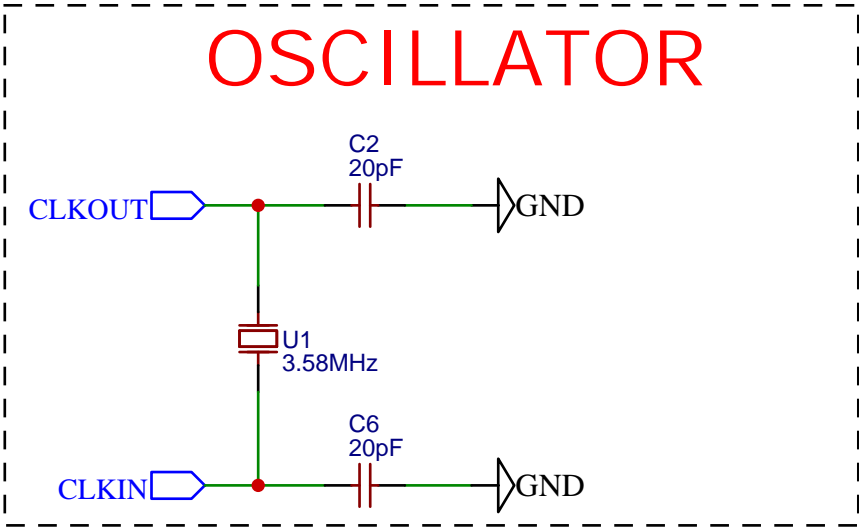 OSCILLATOR
C2
20pF
CLKOUT
GND
U1
3.58MHz
C6
20pF
CLKIN
GND